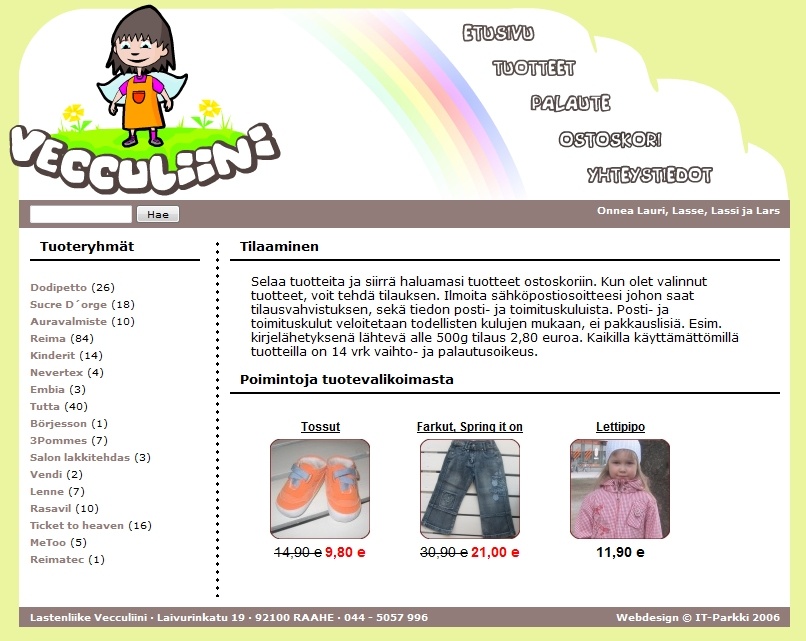 VECCULiiNi
ETUSIVU
TUOTTEET
PALAUTE
OSTOSKORI
YHTEYSTIEDOT
Hae
Onnea Lauri, Lasse, Lassi ja Lars
Tuoteryhmät
Dodipetto (26)
Sucre D´orge (18)
Auravalmiste (10)
Reima (84)
Kinderit (14)
Nevertex (4)
Embia (3)
Tutta (40)
Börjesson (1)
3Pommes (7)
Salon lakkitehdas (3)
Vendi (2)
Lenne (7)
Rasavil (10)
Ticket to heaven (16)
MeToo (5)
Reimatec (1)
Tilaaminen
Selaa tuotteita ja siirrä haluamasi tuotteet ostoskoriin. Kun olet valinnut
tuotteet, voit tehdä tilauksen. Ilmoita sähköpostiosoitteesi johon saat
tilausvahvistuksen, sekä tiedon posti- ja toimituskuluista. Posti- ja
toimituskulut veloitetaan todellisten kulujen mukaan, ei pakkauslisiä. Esim.
kirjelähetyksenä lähtevä alle 500g tilaus 2,80 euroa. Kaikilla käyttämättömillä
tuotteilla on 14 vrk vaihto- ja palautusoikeus.
Poimintoja tuotevalikoimasta
Tossut
14,90 e 9,80 e
Farkut, Spring it on
30,90 e 21,00 e
Lettipipo
11,90 e
Lastenliike Vecculiini · Laivurinkatu 19 · 92100 RAAHE · 044 - 5057 996
Webdesign © IT-Parkki 2006